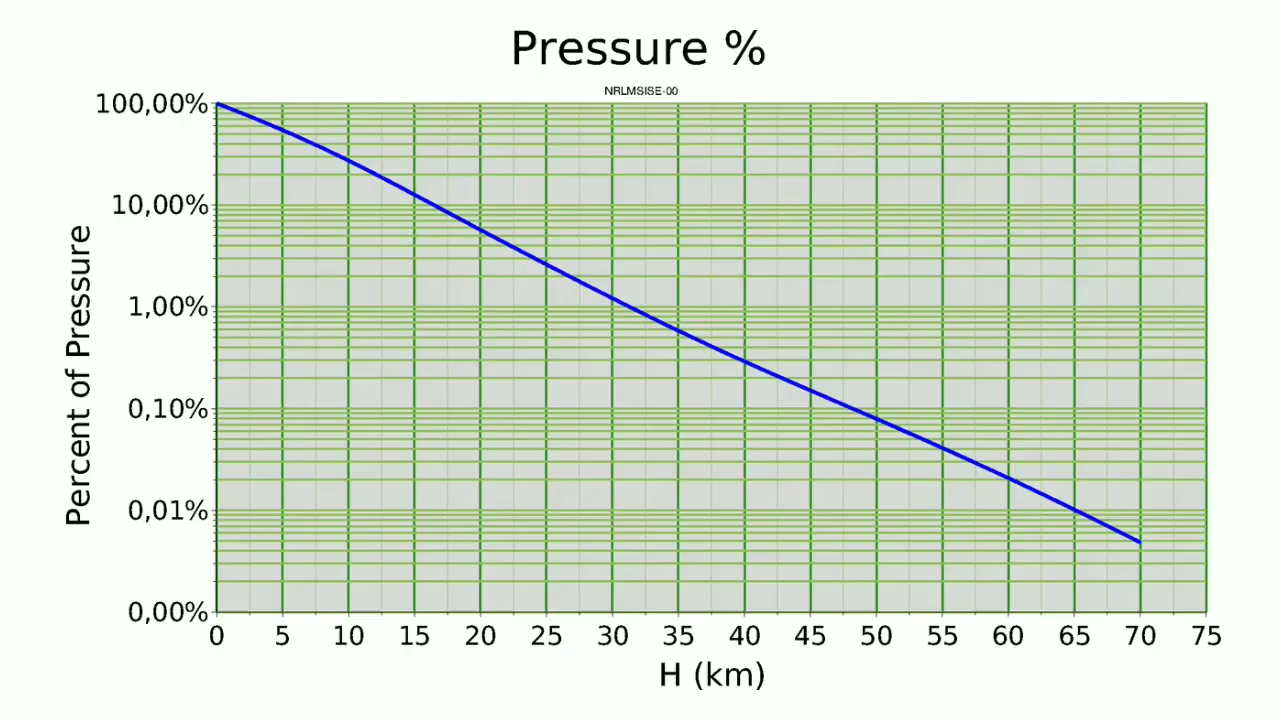 Pressure %
NRLMSISE-00
100,00%
10,00%
1,00%
0,10%
0,01%
0,00%
Percent of Pressure
0 5 10 15 20 25 30 35 40 45 50 55 60 65 70 75
H (km)